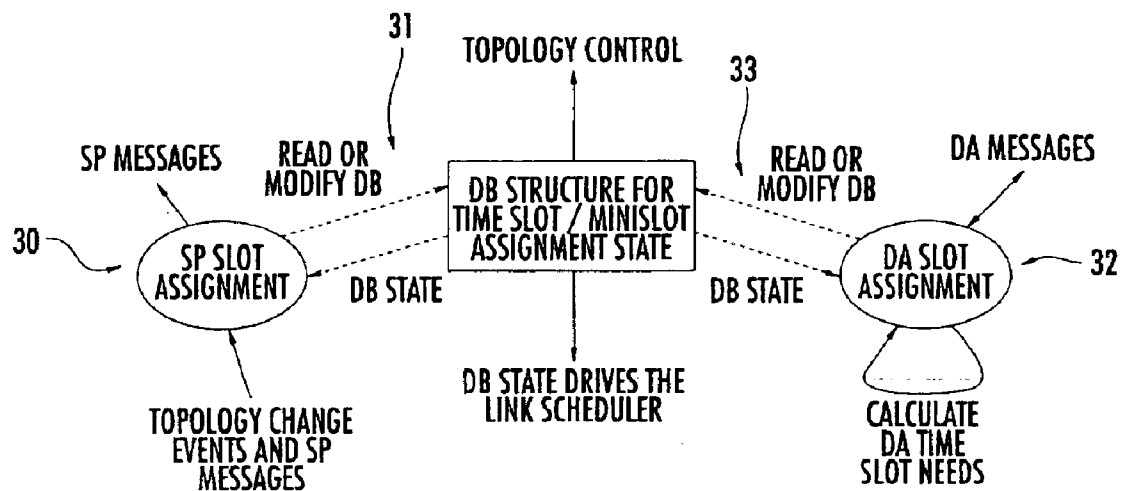 31
TOPOLOGY CONTROL
33
SP MESSAGES
READ OR
MODIFY DB
READ OR
MODIFY DB
DA MESSAGES
DB STRUCTURE FOR
TIME SLOT / MINISLOT
ASSIGNMENT STATE
30
SP SLOT
ASSIGNMENT
DB STATE
DB STATE
DA SLOT
ASSIGNMENT
32
DB STATE DRIVES THE
LINK SCHEDULER
TOPOLOGY CHANGE
EVENTS AND SP
MESSAGES
CALCULATE
DA TIME
SLOT NEEDS